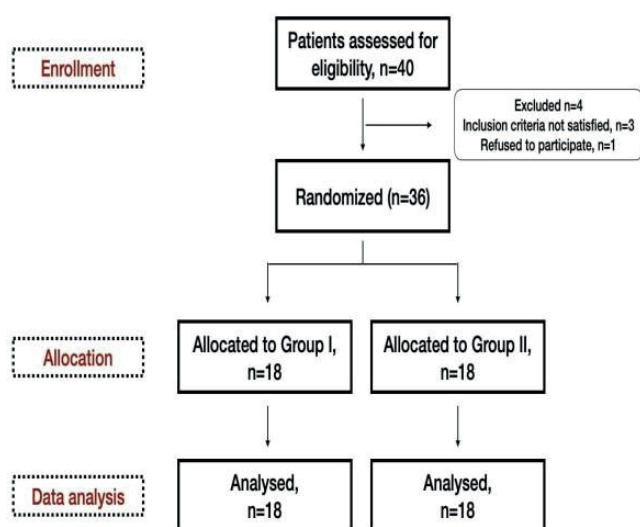 Enrollment
Patients assessed for
eligibility, n=40
Excluded n=4
Inclusion criteria not satisfied, n=3
Refused to participate, n=1
Randomized (n=36)
Allocation
Allocated to Group I,
n=18
Allocated to Group II,
n=18
Data analysis
Analysed,
n=18
Analysed,
n=18